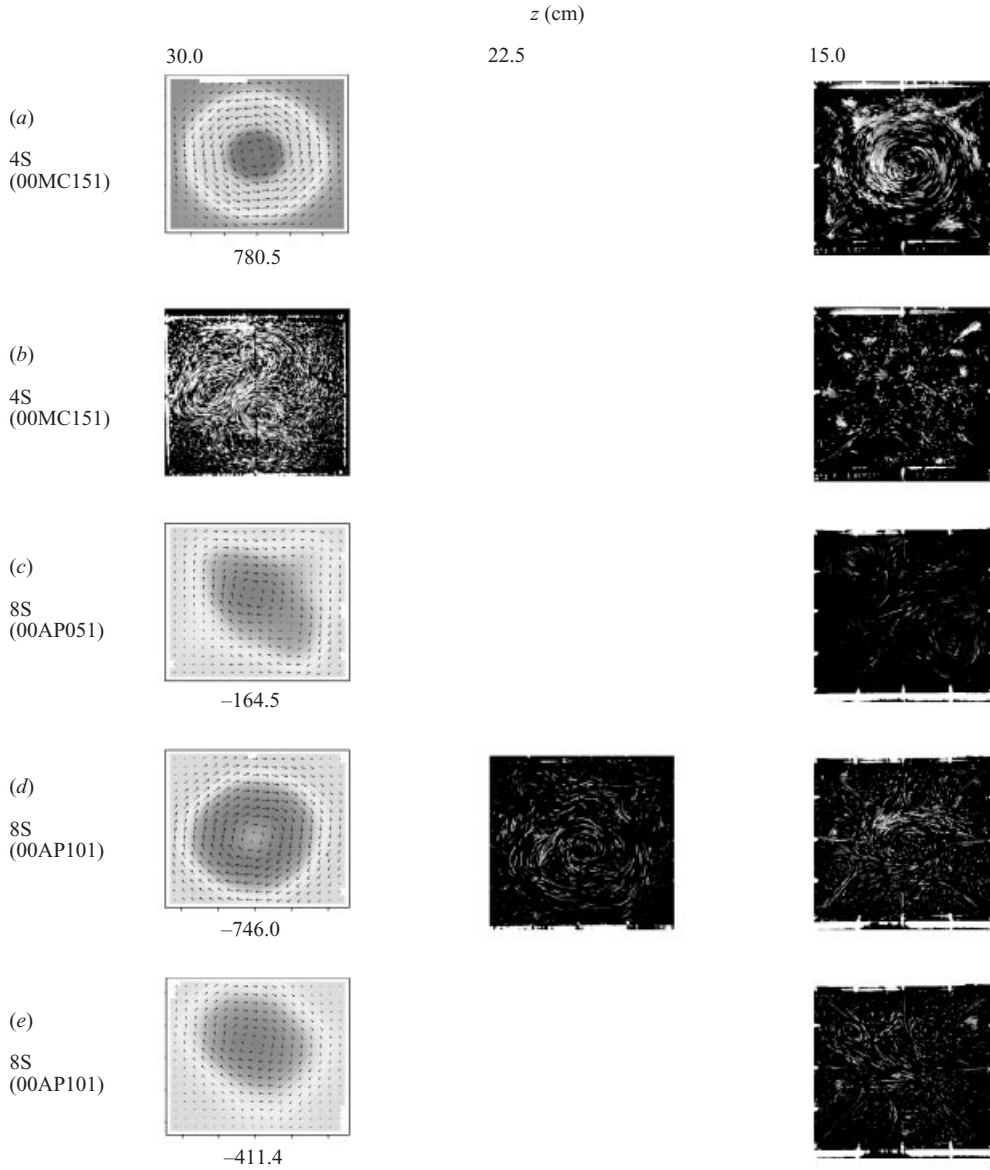 z (cm)
30.0 22.5 15.0
(a)
4S
(00MC151)
780.5
(b)
4S
(00MC151)
(c)
8S
(00AP051)
–164.5
(d)
8S
(00AP101)
–746.0
(e)
8S
(00AP101)
–411.4